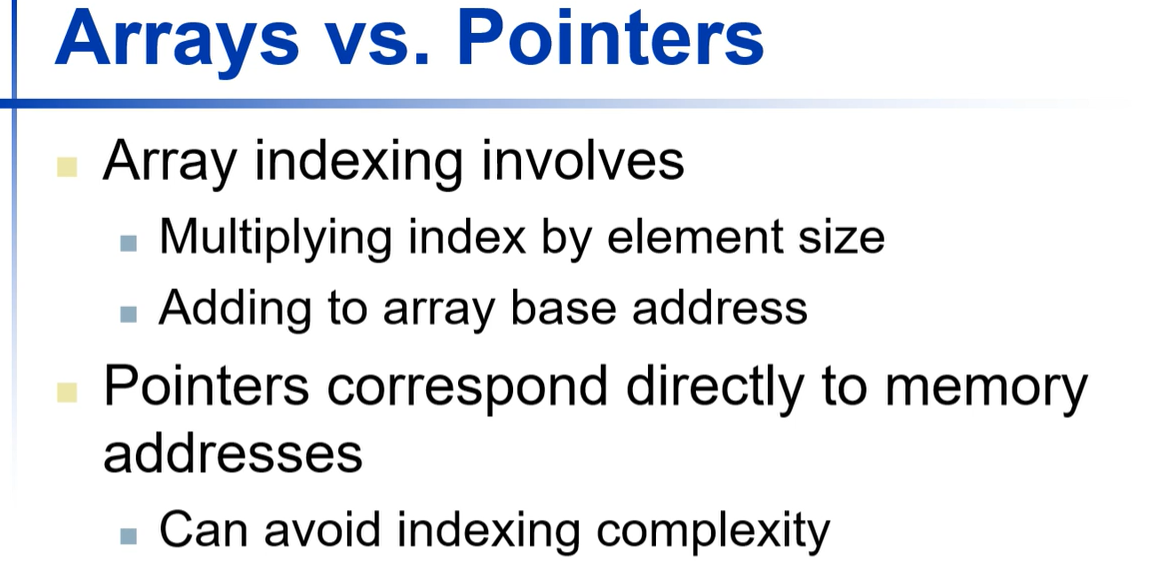 Arrays vs. Pointers
Array indexing involves
Multiplying index by element size
Adding to array base address
Pointers correspond directly to memory
addresses
Can avoid indexing complexity